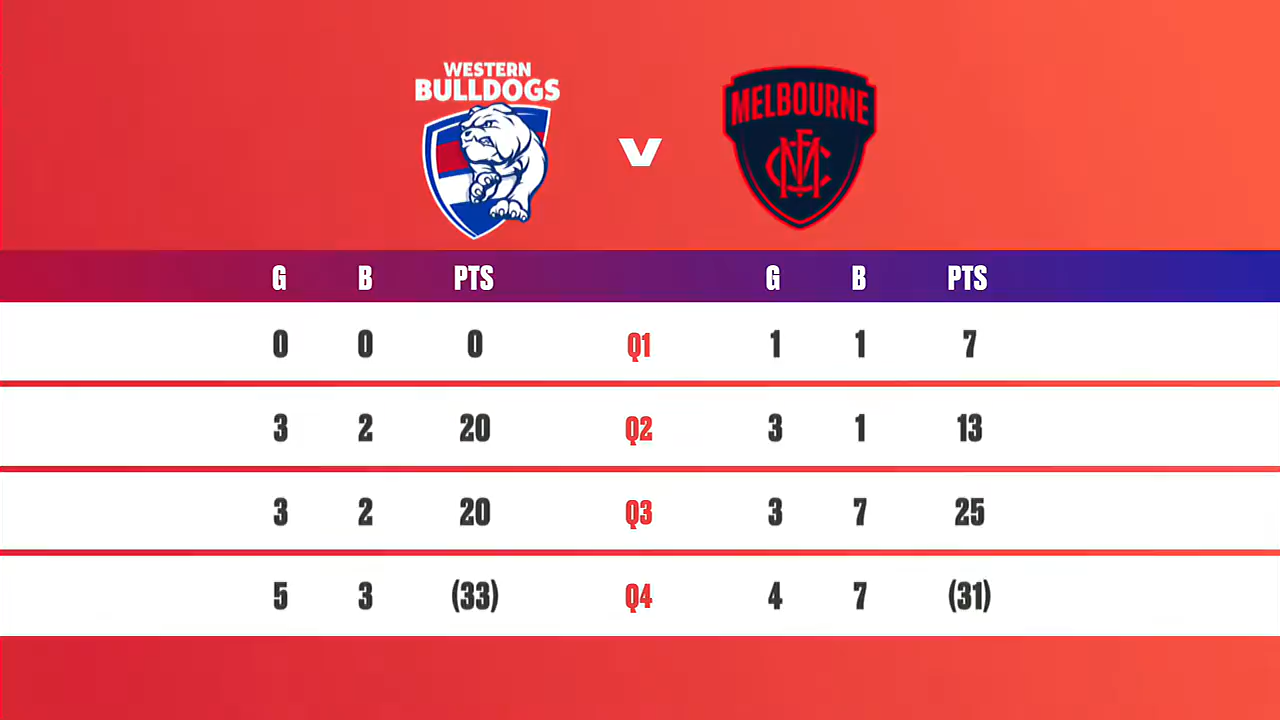 WESTERN
BULLDOGS
V
MELBOURNE
MFC
G B PTS G B PTS
0 0 0 Q1 1 1 7
3 2 20 Q2 3 1 13
3 2 20 Q3 3 7 25
5 3 (33) Q4 4 7 (31)